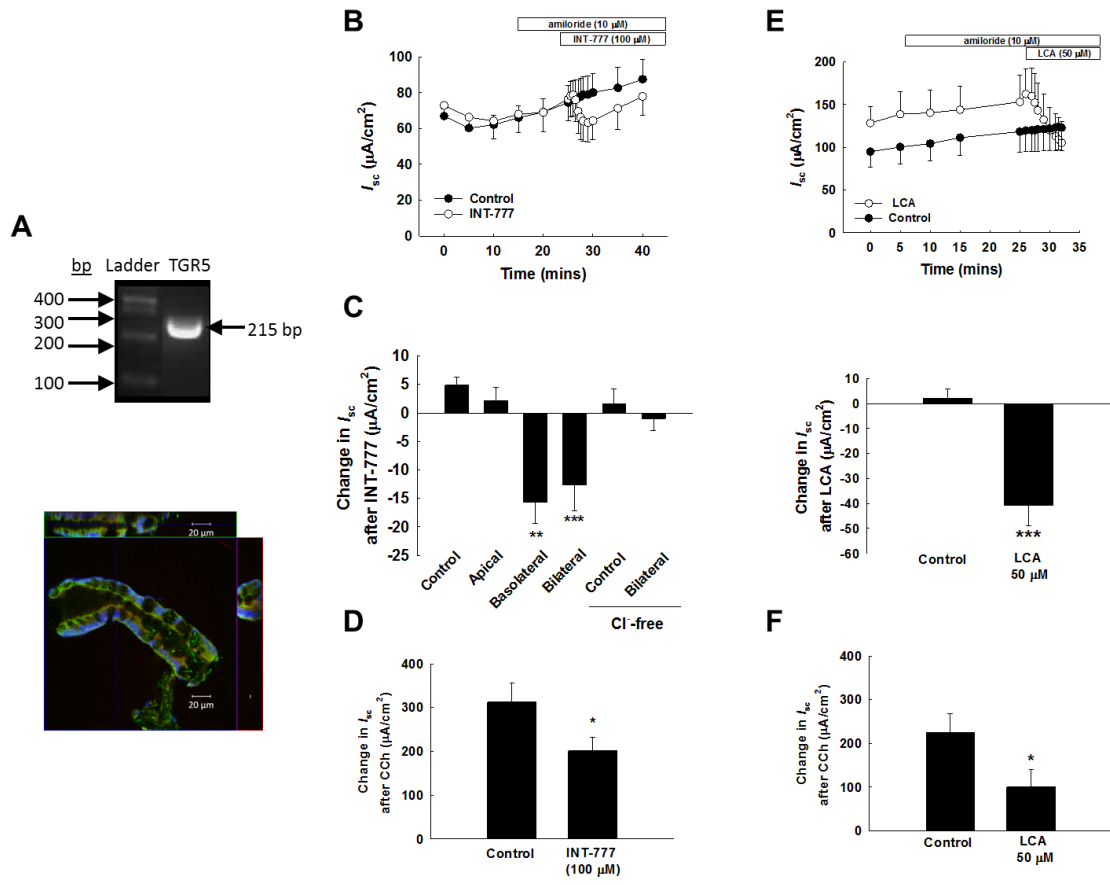 A
bp Ladder TGR5
400
300
200
100
215 bp
20 µm
20 µm
B
amiloride (10 µM)
INT-777 (100 µM)
100
80
60
40
20
0
Isc (µA/cm²)
Control
INT-777
0 10 20 30 40
Time (mins)
C
10
5
0
-5
-10
-15
-20
-25
Change in Isc
after INT-777 (µA/cm²)
**
***
Control
Apical
Basolateral
Bilateral
Control
Bilateral
Cl⁻-free
D
400
300
200
100
0
Change in Isc
after CCh (µA/cm²)
*
Control
INT-777
(100 µM)
E
amiloride (10 µM)
LCA (50 µM)
200
150
100
50
0
Isc (µA/cm²)
LCA
Control
0 5 10 15 20 25 30 35
Time (mins)
10
0
-10
-20
-30
-40
-50
-60
Change in Isc
after LCA (µA/cm²)
***
Control
LCA
50 µM
F
400
300
200
100
0
Change in Isc
after CCh (µA/cm²)
*
Control
LCA
50 µM